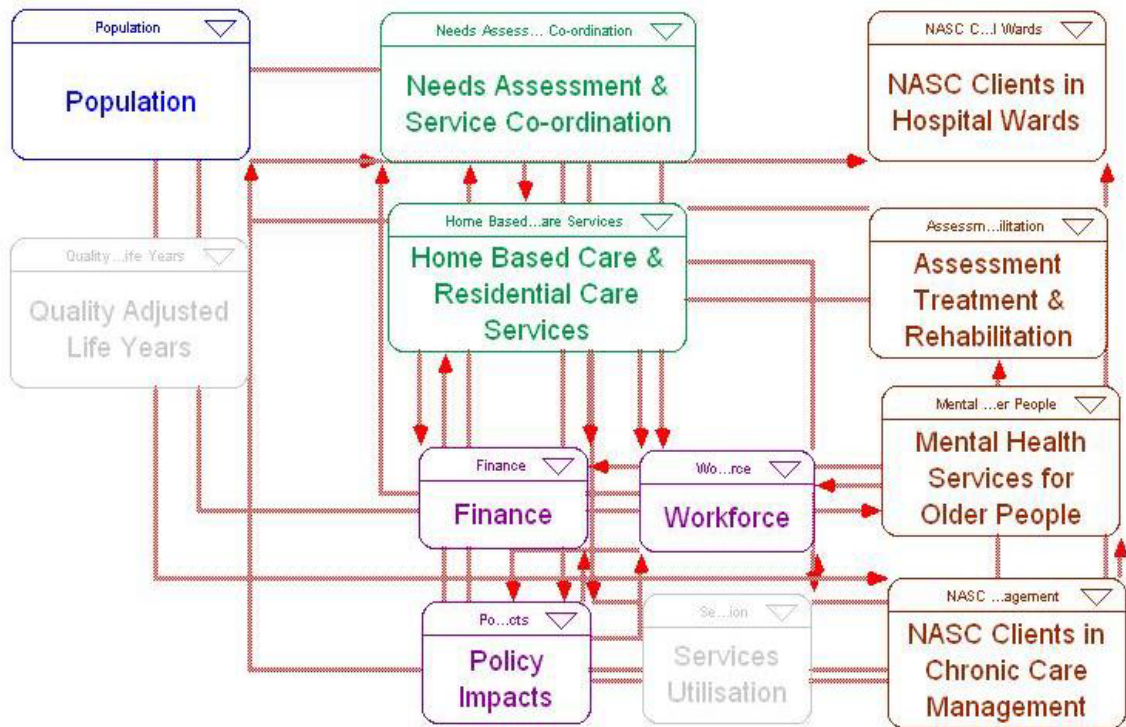 Population
Population
Needs Assess... Co-ordination
Needs Assessment &
Service Co-ordination
NASC C...l Wards
NASC Clients in
Hospital Wards
Quality ...ife Years
Quality Adjusted
Life Years
Home Based...are Services
Home Based Care &
Residential Care
Services
Assessm...ilitation
Assessment
Treatment &
Rehabilitation
Mental ...er People
Mental Health
Services for
Older People
Finance
Finance
Wo...rce
Workforce
Po...cts
Policy
Impacts
Se...ion
Services
Utilisation
NASC ...agement
NASC Clients in
Chronic Care
Management